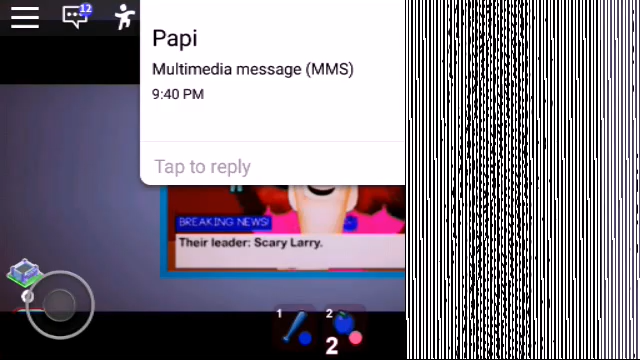 12
Papi
Multimedia message (MMS)
9:40 PM
Tap to reply
BREAKING NEWS!
Their leader: Scary Larry.
1
2
2